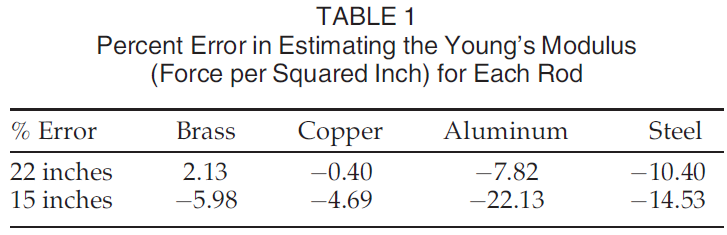 TABLE 1
Percent Error in Estimating the Young's Modulus
(Force per Squared Inch) for Each Rod
% Error Brass Copper Aluminum Steel
22 inches 2.13 −0.40 −7.82 −10.40
15 inches −5.98 −4.69 −22.13 −14.53